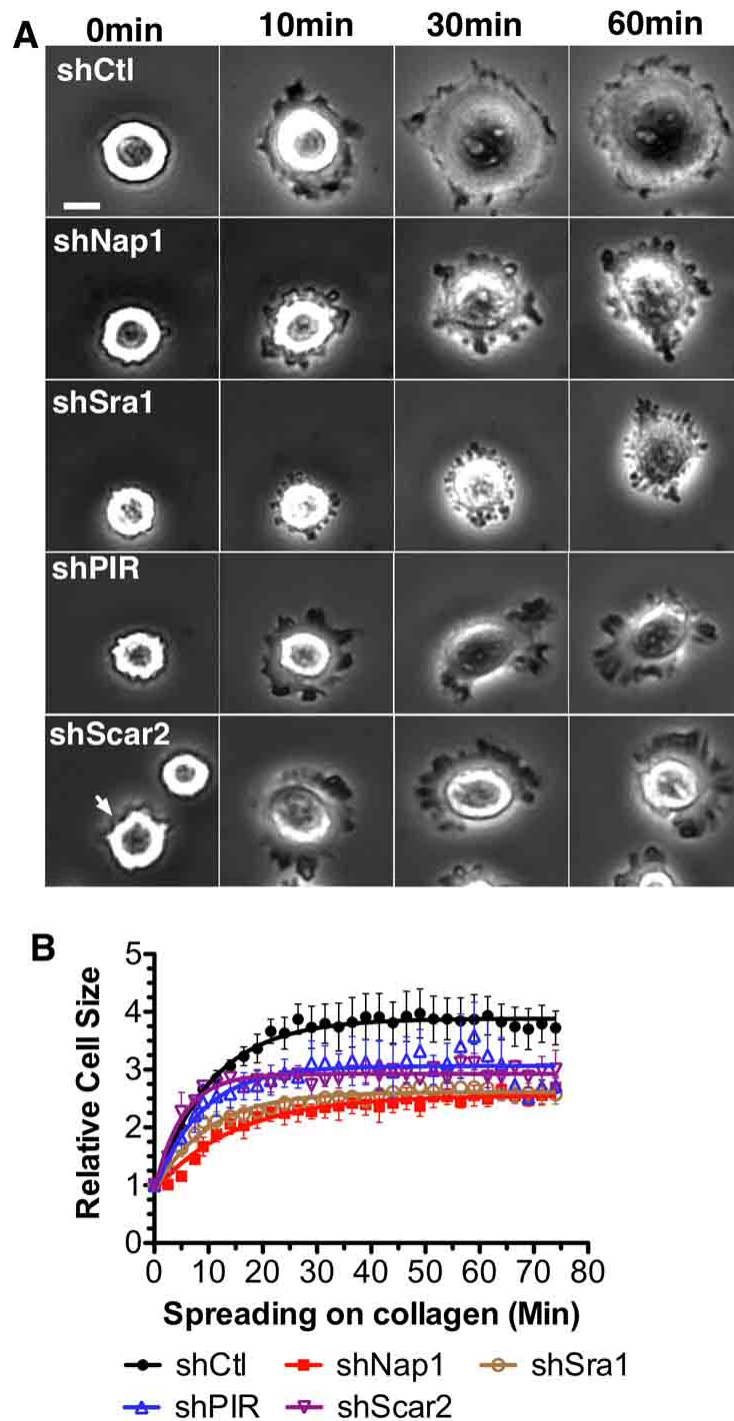 A
0min 10min 30min 60min
shCtl
shNap1
shSra1
shPIR
shScar2
B
Relative Cell Size
5
4
3
2
1
0
0 10 20 30 40 50 60 70 80
Spreading on collagen (Min)
shCtl shNap1 shSra1
shPIR shScar2